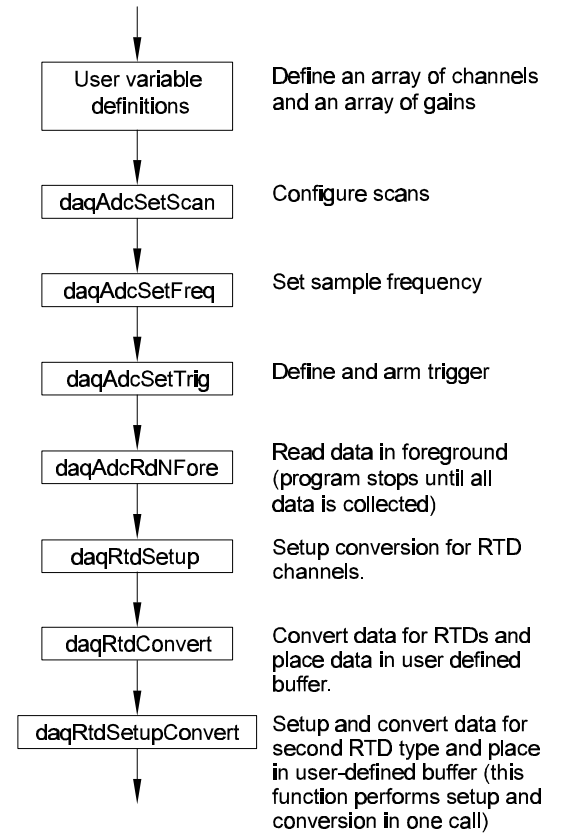 User variable
definitions
Define an array of channels
and an array of gains
daqAdcSetScan
Configure scans
daqAdcSetFreq
Set sample frequency
daqAdcSetTrig
Define and arm trigger
daqAdcRdNFore
Read data in foreground
(program stops until all
data is collected)
daqRtdSetup
Setup conversion for RTD
channels.
daqRtdConvert
Convert data for RTDs and
place data in user defined
buffer.
daqRtdSetupConvert
Setup and convert data for
second RTD type and place
in user-defined buffer (this
function performs setup and
conversion in one call)